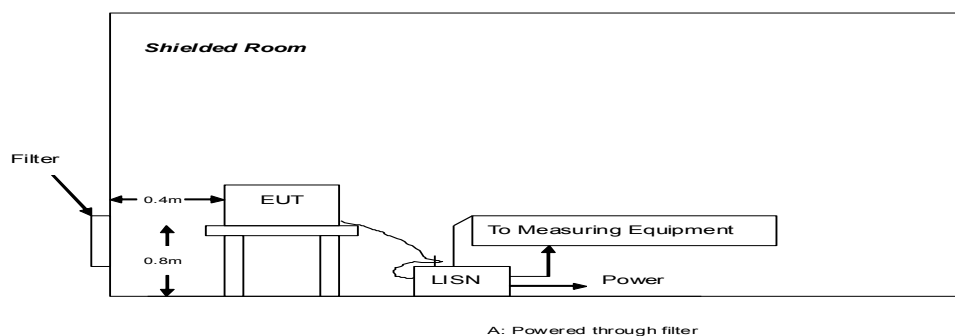 Shielded Room
Filter
0.4m
EUT
To Measuring Equipment
0.8m
LISN
Power
A: Powered through filter